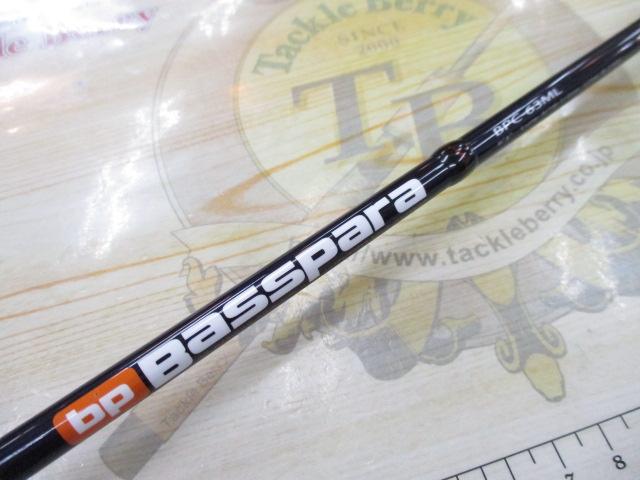 Tackle Berry
SINCE
2000
TB
BPC-63ML
www.tackleberry.co.jp
bp Basspara
7 8